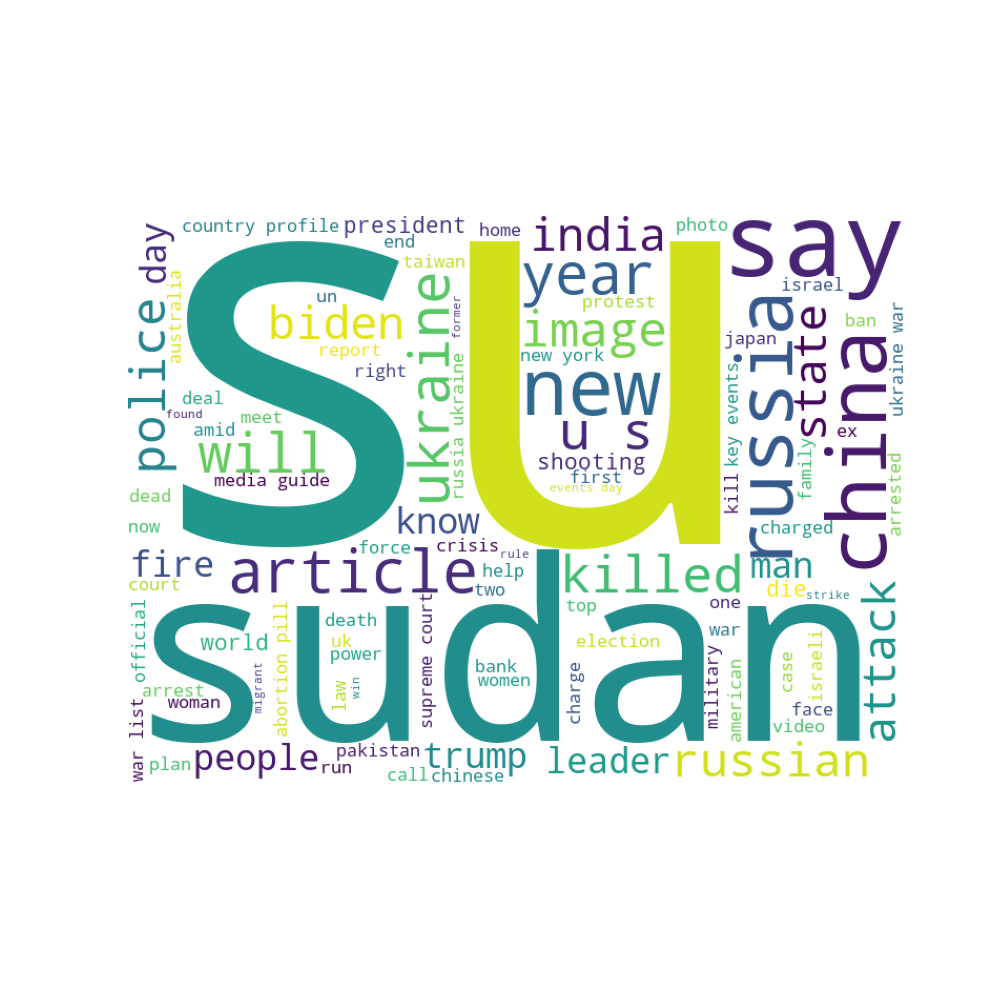 su
sudan
say
china
russia
new
article
ukraine
killed
year
image
india
biden
will
police
u s
russian
people
trump
leader
attack
state
man
fire
know
day
country profile
president
home
photo
end
taiwan
un
protest
israel
australia
report
former
new york
japan
ban
ukraine war
right
deal
found
meet
amid
russia ukraine
shooting
first
events day
media guide
key events
kill
ex
family
arrested
dead
now
charged
force
crisis
rule
help
two
court
die
strike
top
one
official
world
abortion pill
death
uk
power
supreme court
election
war
military
case
israeli
bank
women
charge
american
face
video
arrest
woman
migrant
law
win
war list
plan
pakistan
run
call
chinese